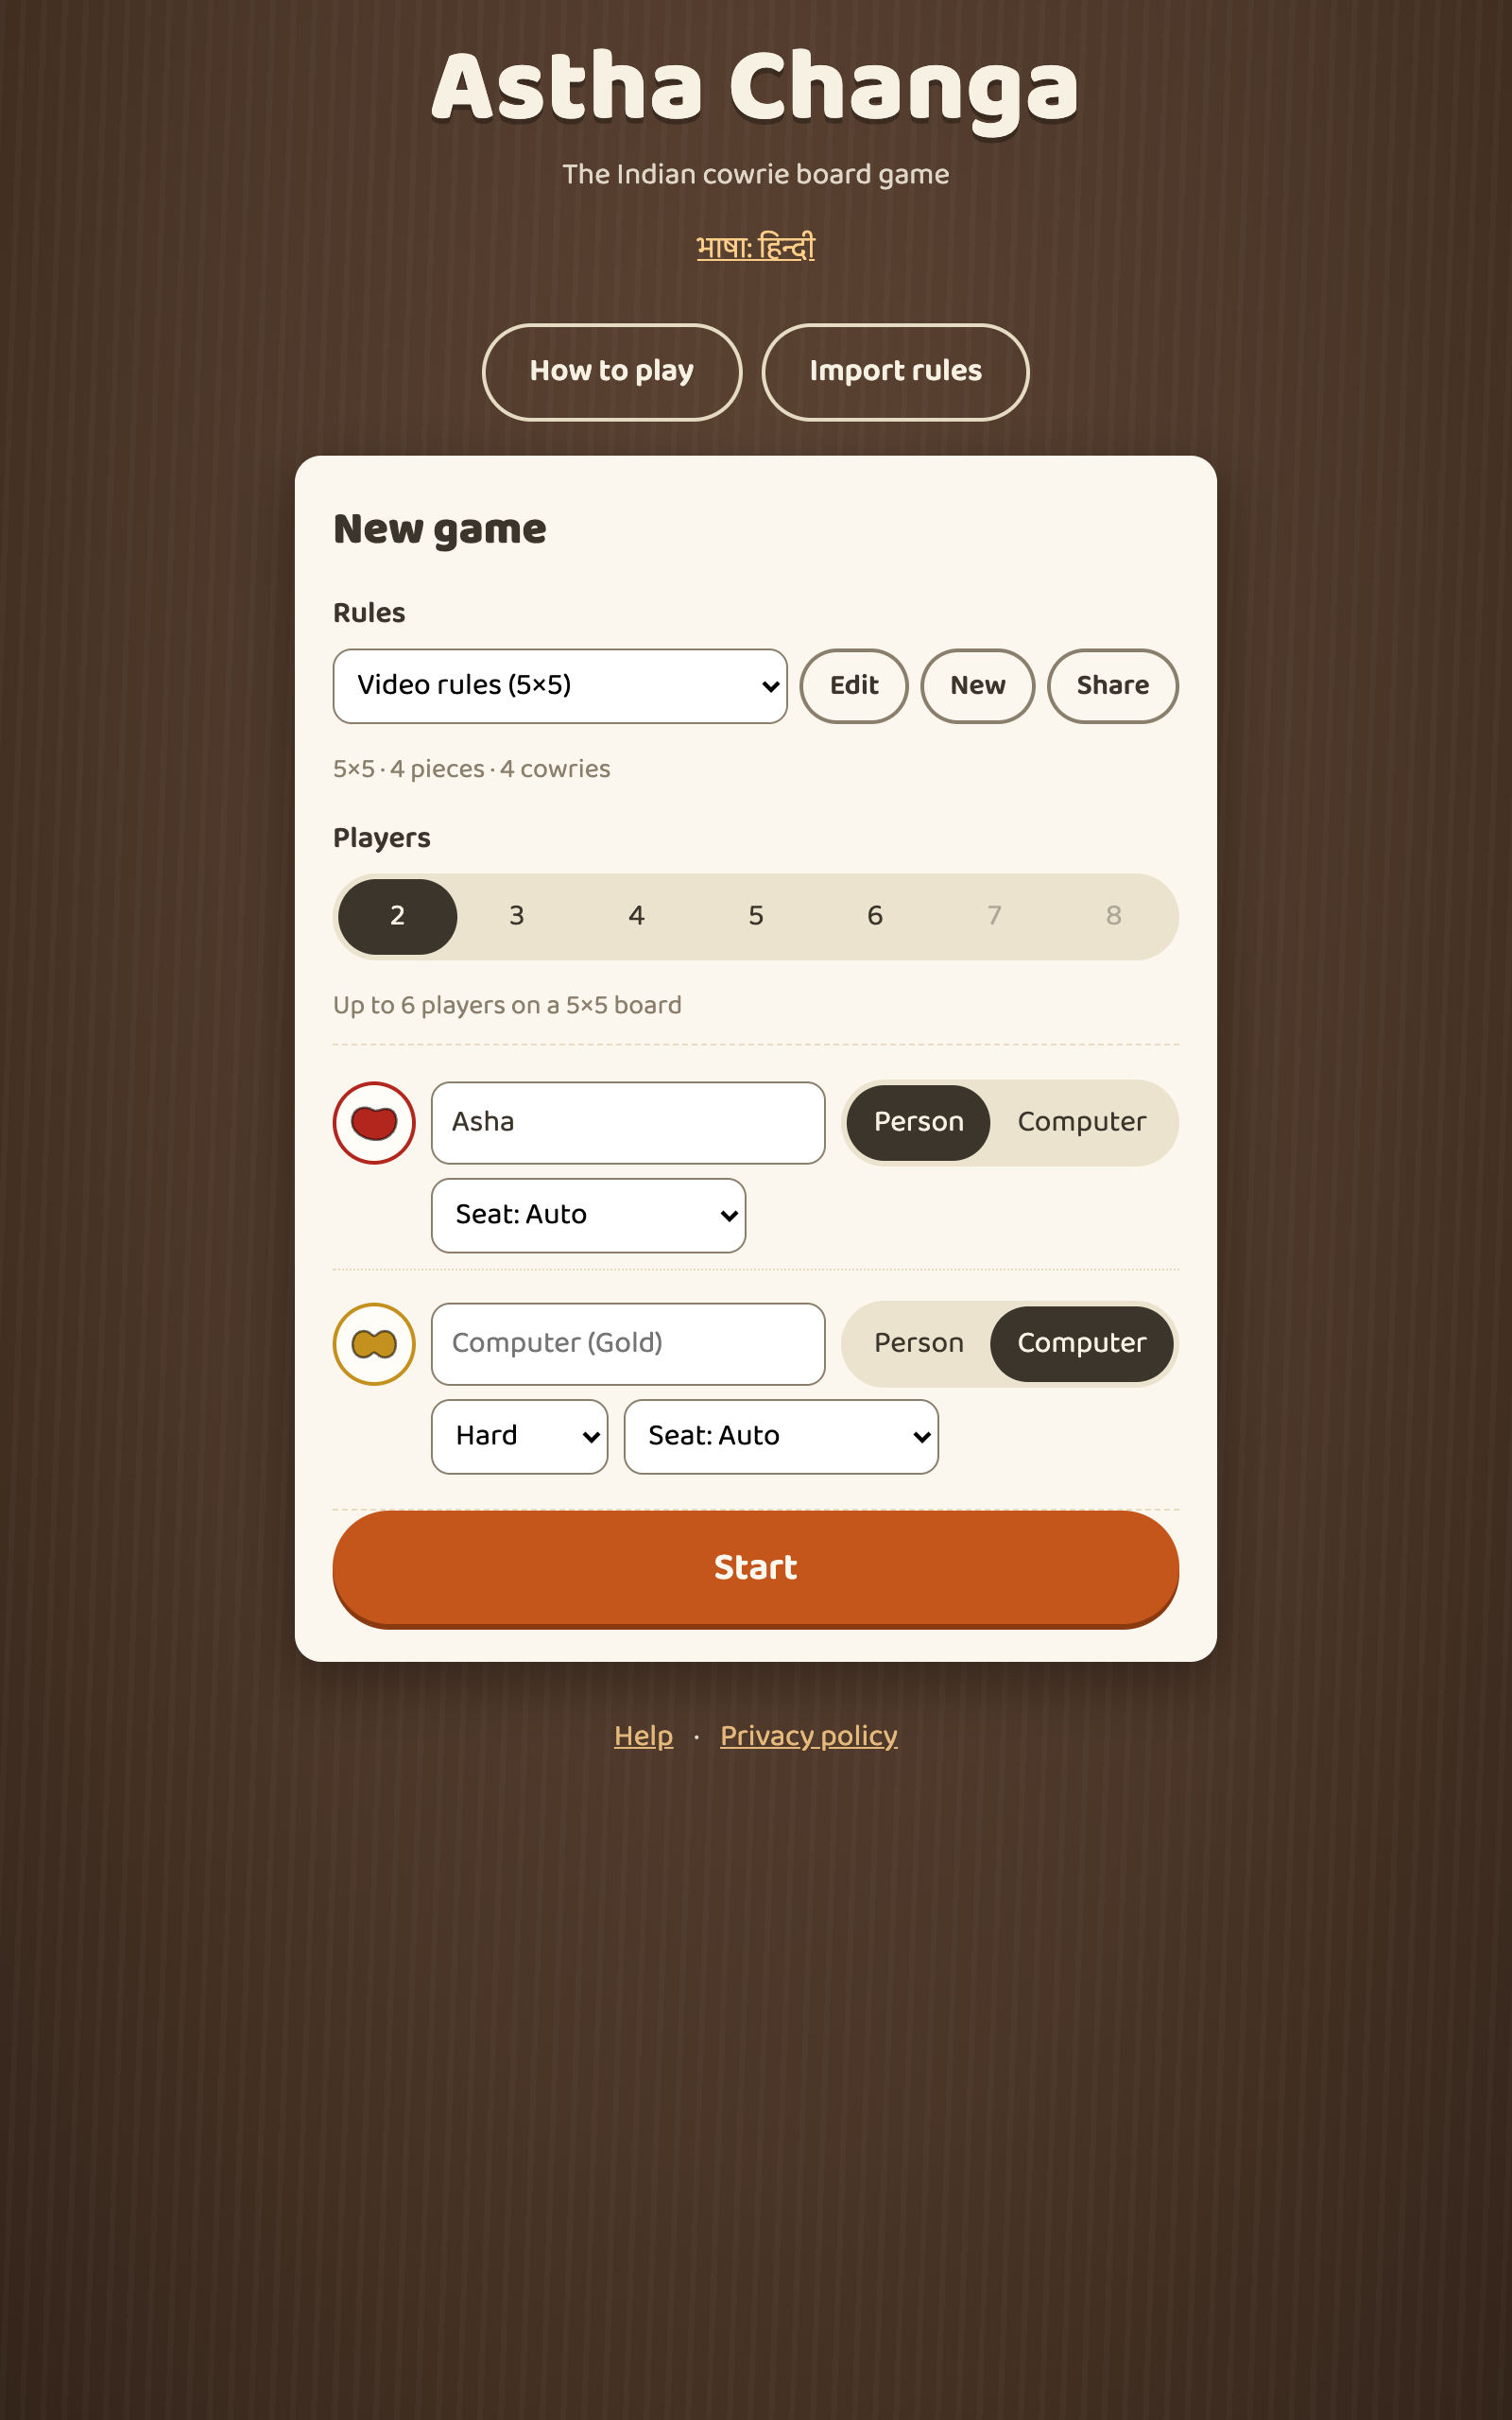 Astha Changa
The Indian cowrie board game
भाषा: हिन्दी
How to play Import rules
New game
Rules
Video rules (5×5) Edit New Share
5×5 · 4 pieces · 4 cowries
Players
2 3 4 5 6 7 8
Up to 6 players on a 5×5 board
Asha Person Computer
Seat: Auto
Computer (Gold) Person Computer
Hard Seat: Auto
Start
Help · Privacy policy